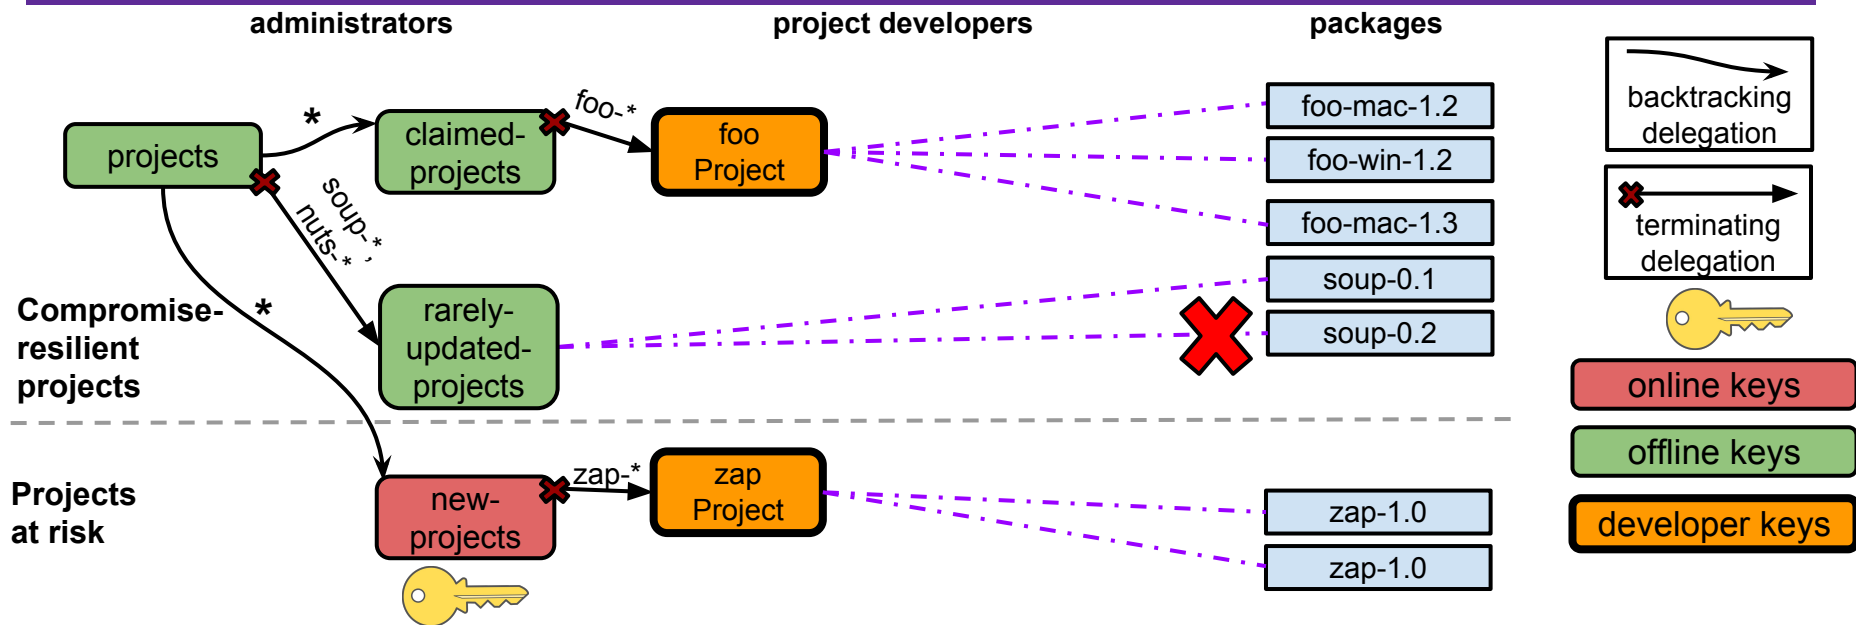 administrators
project developers
packages
projects
*
claimed-
projects
foo-*
foo
Project
foo-mac-1.2
foo-win-1.2
foo-mac-1.3
soup-*,
nuts-*
rarely-
updated-
projects
soup-0.1
soup-0.2
Compromise-
resilient
projects
*
Projects
at risk
new-
projects
zap-*
zap
Project
zap-1.0
zap-1.0
backtracking
delegation
terminating
delegation
online keys
offline keys
developer keys